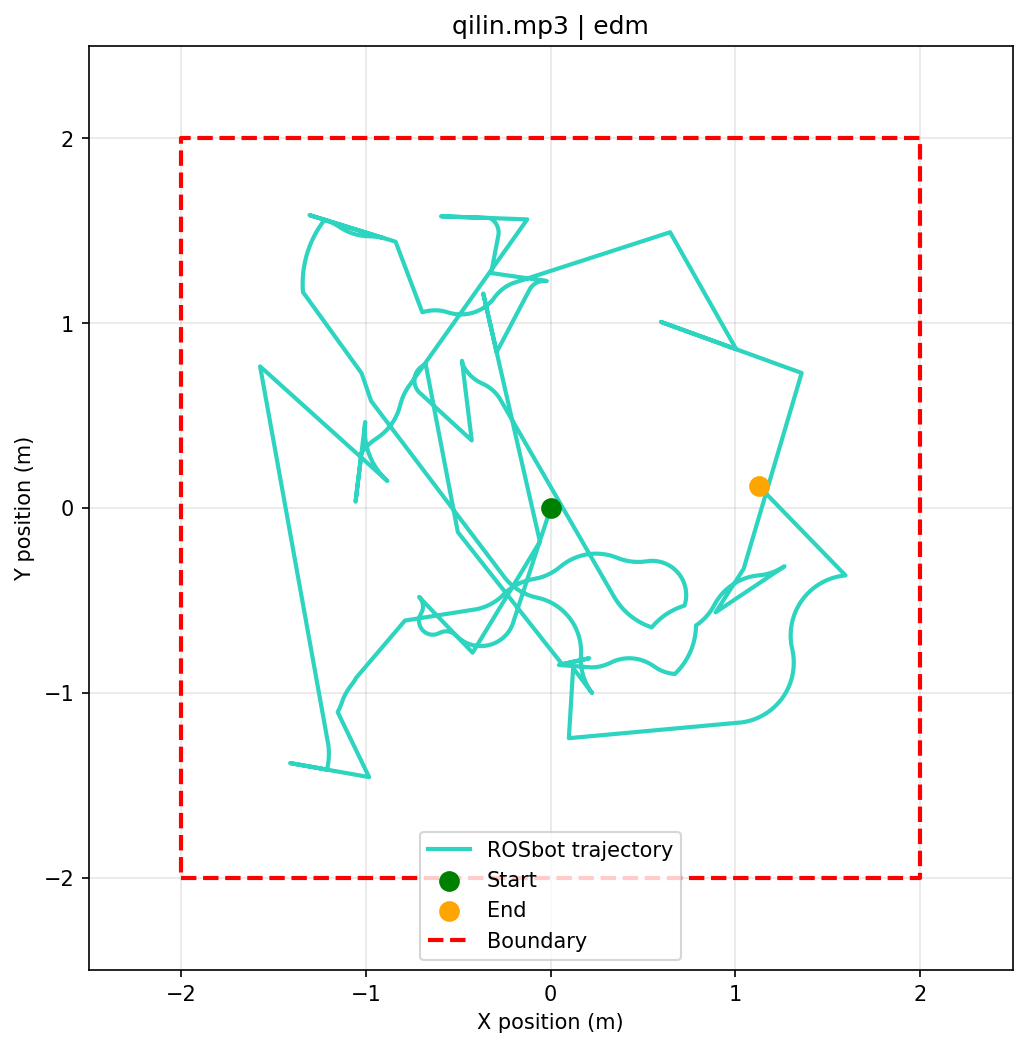 qilin.mp3 | edm
Y position (m)
2
1
0
−1
−2
−2
−1
0
1
2
X position (m)
ROSbot trajectory
Start
End
Boundary